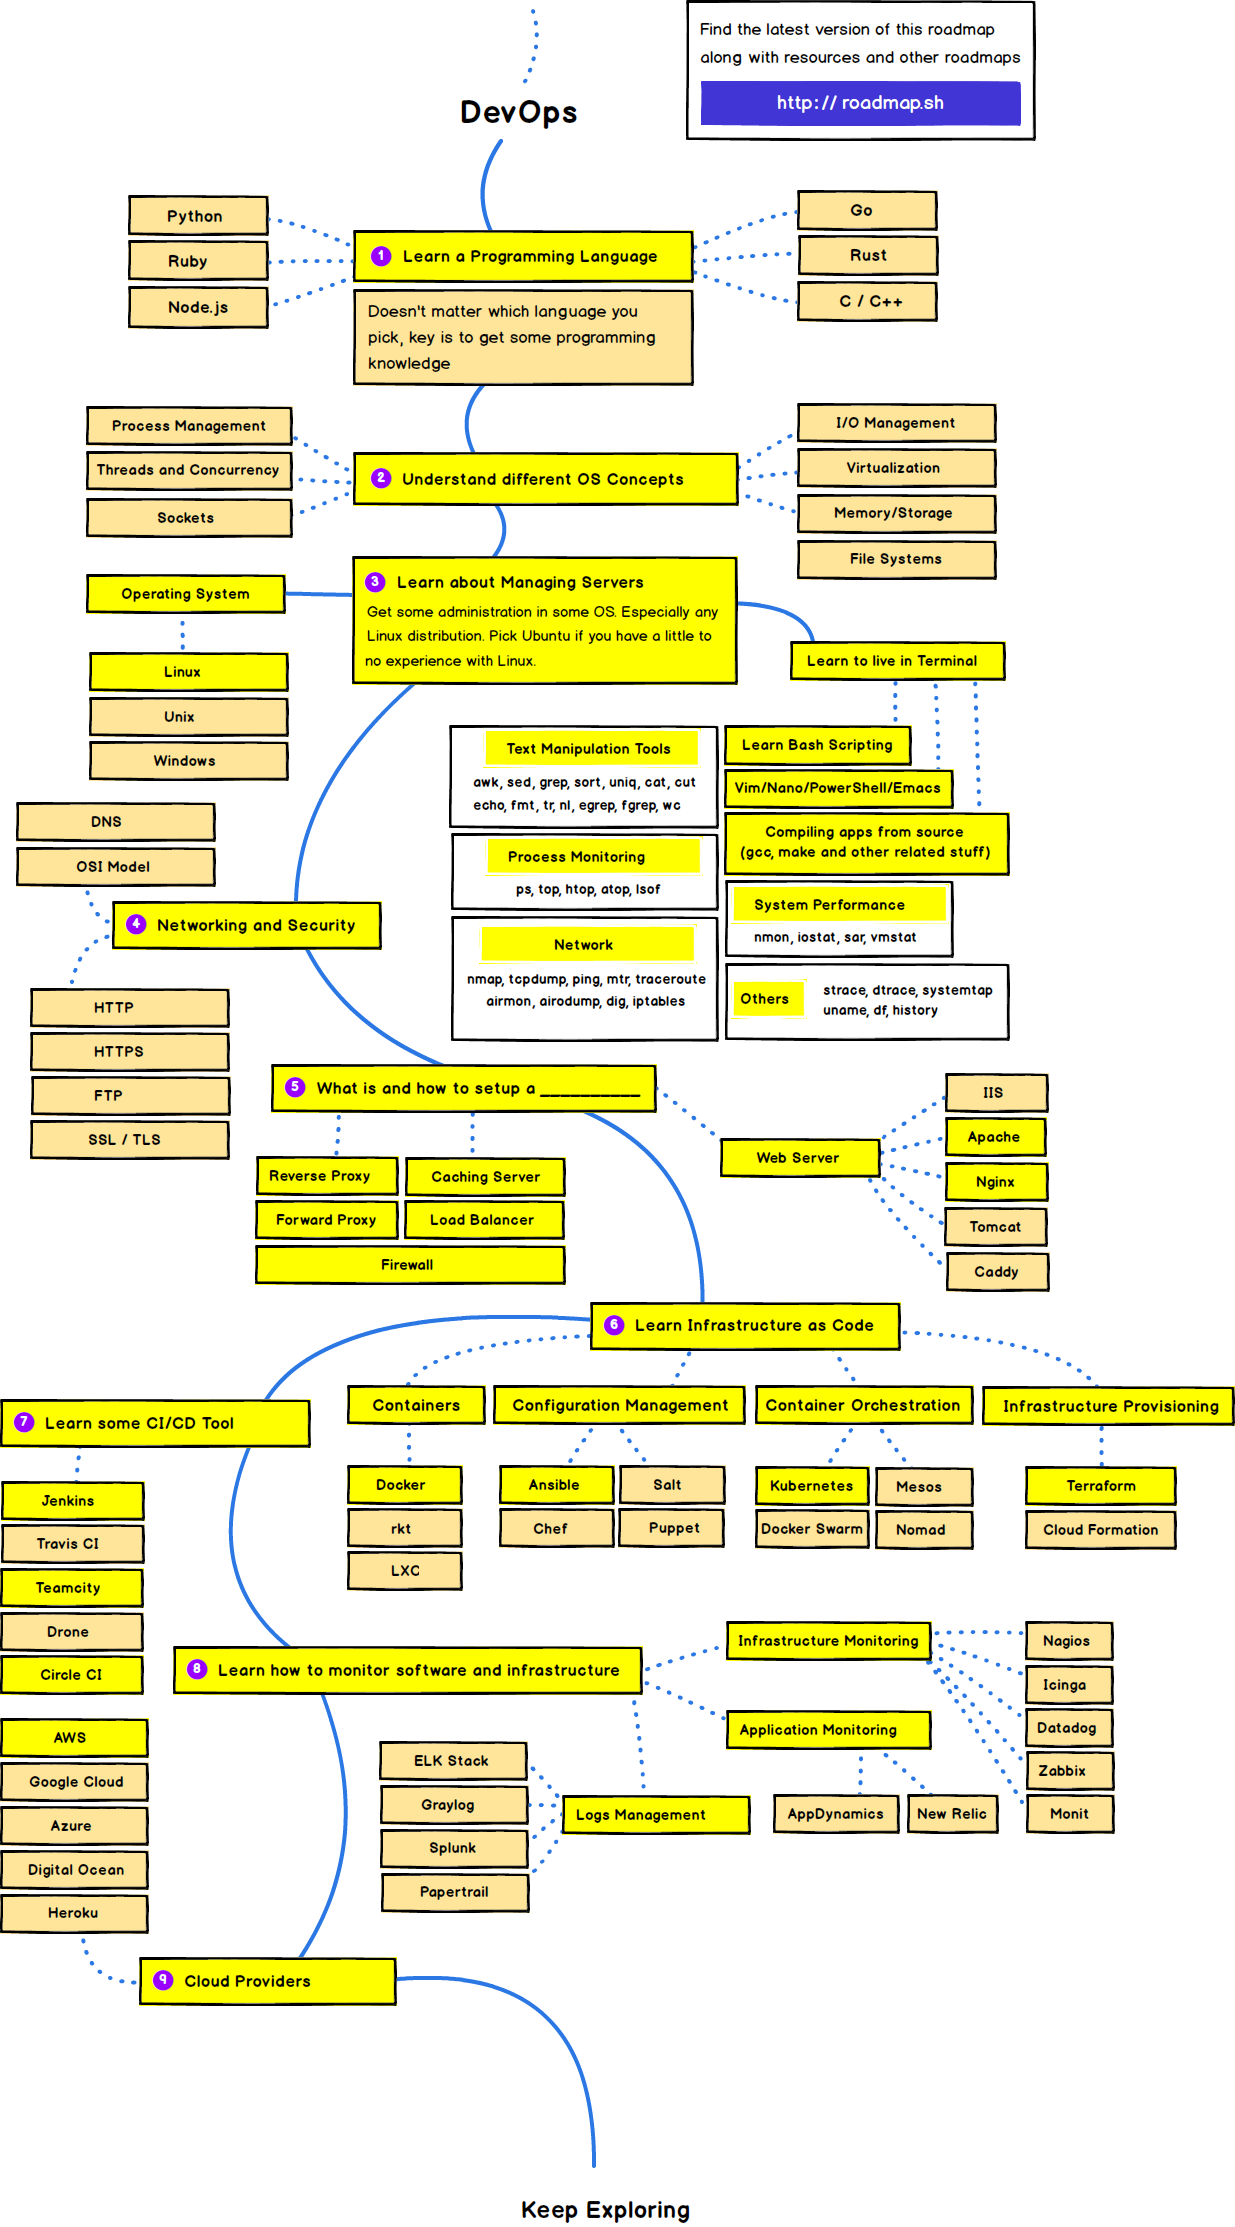 Find the latest version of this roadmap
along with resources and other roadmaps
http:// roadmap.sh
DevOps
Python
Ruby
Node.js
1 Learn a Programming Language
Doesn't matter which language you
pick, key is to get some programming
knowledge
Go
Rust
C / C++
Process Management
Threads and Concurrency
Sockets
2 Understand different OS Concepts
I/O Management
Virtualization
Memory/Storage
File Systems
Operating System
Linux
Unix
Windows
3 Learn about Managing Servers
Get some administration in some OS. Especially any
Linux distribution. Pick Ubuntu if you have a little to
no experience with Linux.
Learn to live in Terminal
Text Manipulation Tools
awk, sed, grep, sort, uniq, cat, cut
echo, fmt, tr, nl, egrep, fgrep, wc
Process Monitoring
ps, top, htop, atop, lsof
Network
nmap, tcpdump, ping, mtr, traceroute
airmon, airodump, dig, iptables
Learn Bash Scripting
Vim/Nano/PowerShell/Emacs
Compiling apps from source
(gcc, make and other related stuff)
System Performance
nmon, iostat, sar, vmstat
Others
strace, dtrace, systemtap
uname, df, history
DNS
OSI Model
4 Networking and Security
HTTP
HTTPS
FTP
SSL / TLS
5 What is and how to setup a __________
Reverse Proxy
Caching Server
Forward Proxy
Load Balancer
Firewall
Web Server
IIS
Apache
Nginx
Tomcat
Caddy
6 Learn Infrastructure as Code
Containers
Docker
rkt
LXC
Configuration Management
Ansible
Salt
Chef
Puppet
Container Orchestration
Kubernetes
Mesos
Docker Swarm
Nomad
Infrastructure Provisioning
Terraform
Cloud Formation
7 Learn some CI/CD Tool
Jenkins
Travis CI
Teamcity
Drone
Circle CI
8 Learn how to monitor software and infrastructure
Infrastructure Monitoring
Nagios
Icinga
Datadog
Zabbix
Monit
Application Monitoring
AppDynamics
New Relic
Logs Management
ELK Stack
Graylog
Splunk
Papertrail
AWS
Google Cloud
Azure
Digital Ocean
Heroku
9 Cloud Providers
Keep Exploring